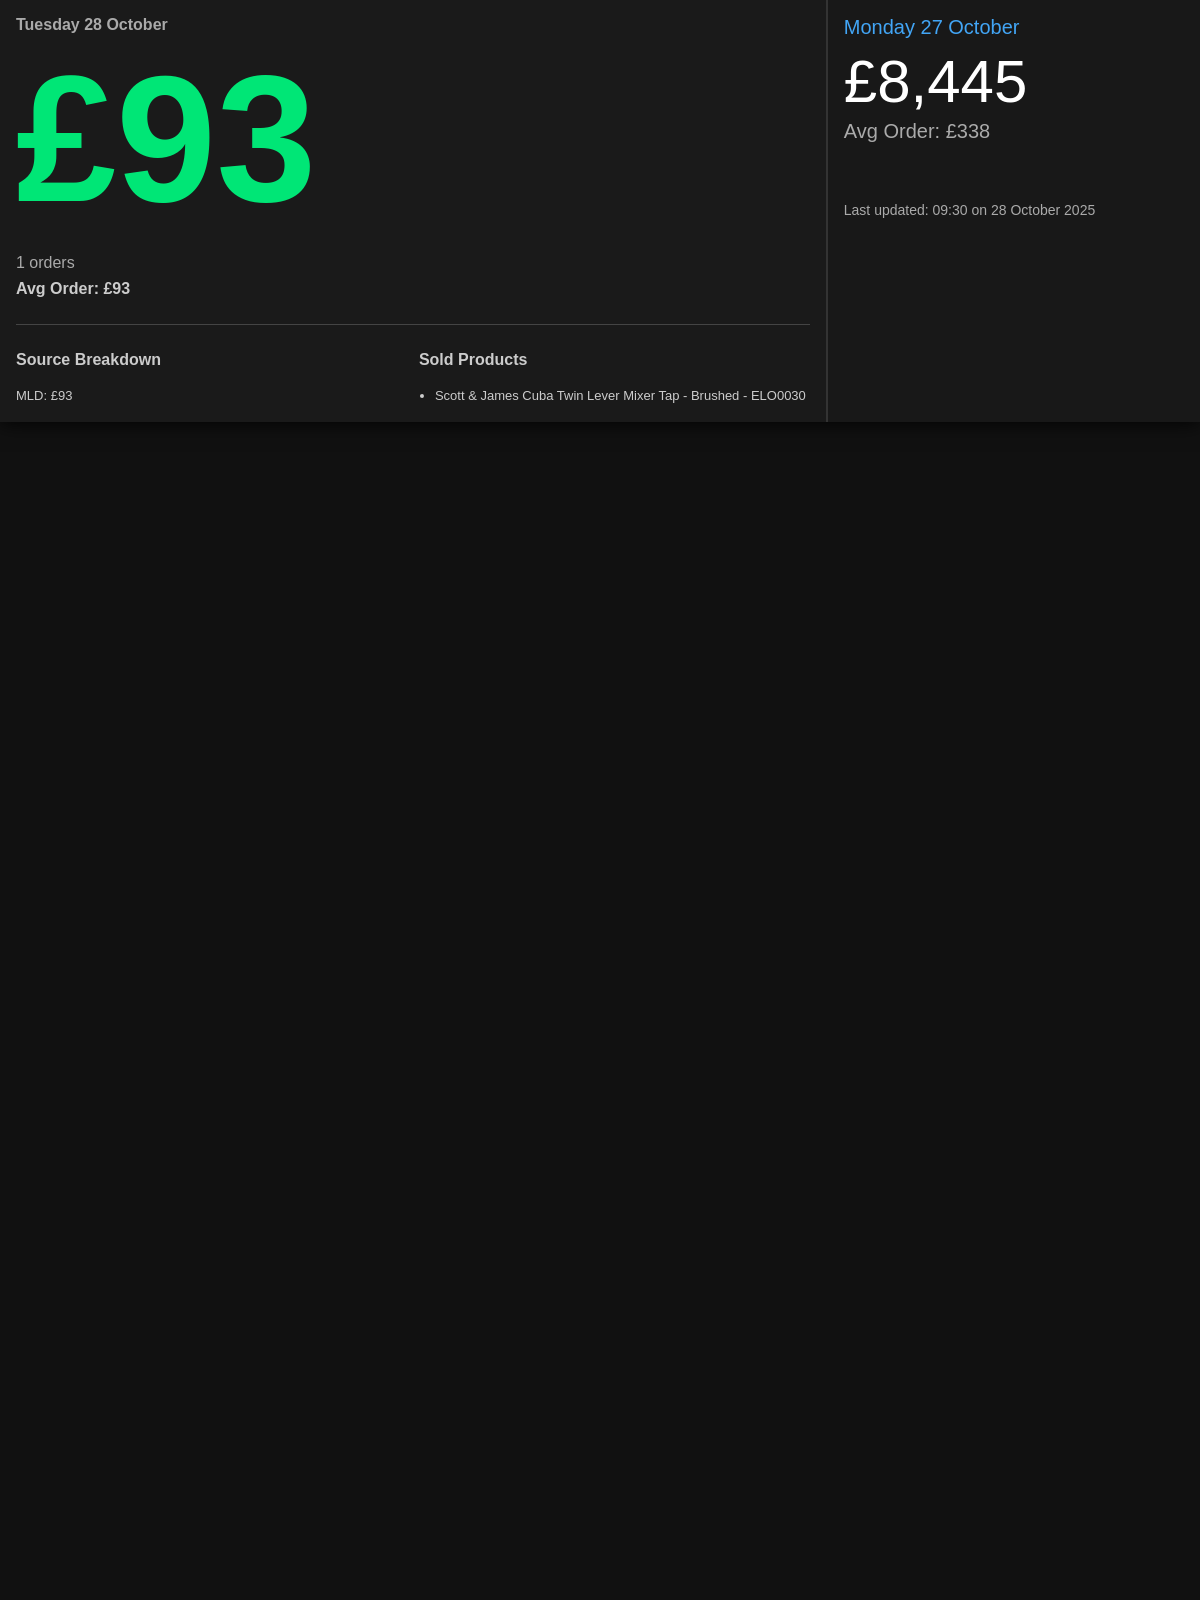 Tuesday 28 October
£93
1 orders
Avg Order: £93
Source Breakdown
MLD: £93
Sold Products
• Scott & James Cuba Twin Lever Mixer Tap - Brushed - ELO0030
Monday 27 October
£8,445
Avg Order: £338
Last updated: 09:30 on 28 October 2025